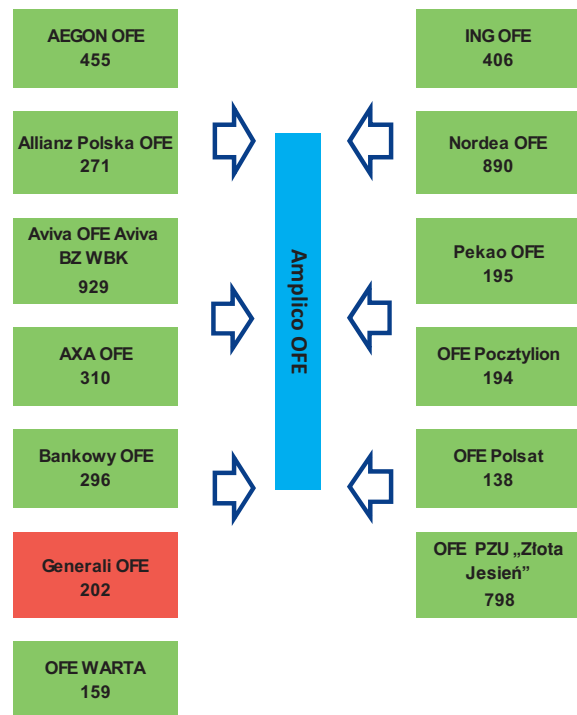 AEGON OFE
455
Allianz Polska OFE
271
Aviva OFE Aviva
BZ WBK
929
AXA OFE
310
Bankowy OFE
296
Generali OFE
202
OFE WARTA
159
Amplico OFE
ING OFE
406
Nordea OFE
890
Pekao OFE
195
OFE Pocztylion
194
OFE Polsat
138
OFE PZU „Złota
Jesień”
798